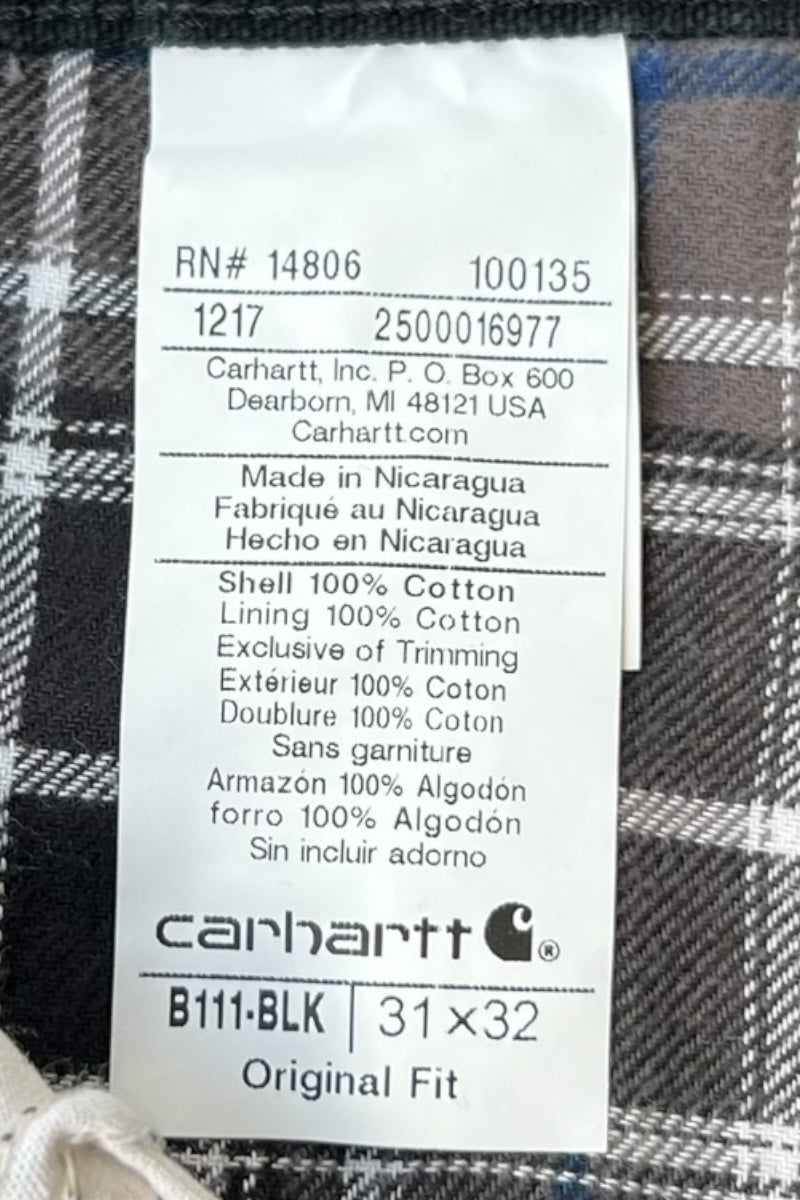 RN# 14806 100135
1217 2500016977
Carhartt, Inc. P. O. Box 600
Dearborn, MI 48121 USA
Carhartt.com
Made in Nicaragua
Fabriqué au Nicaragua
Hecho en Nicaragua
Shell 100% Cotton
Lining 100% Cotton
Exclusive of Trimming
Extérieur 100% Coton
Doublure 100% Coton
Sans garniture
Armazón 100% Algodón
forro 100% Algodón
Sin incluir adorno
carhartt ®
B111-BLK | 31 x 32
Original Fit